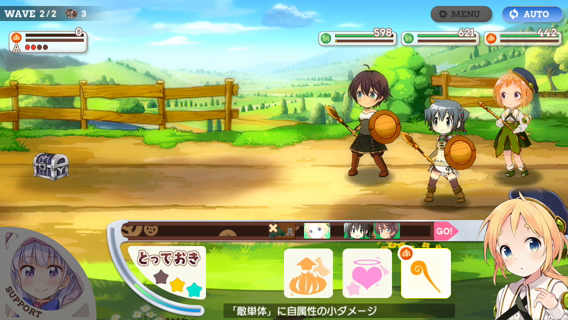 WAVE 2/2 3
MENU
AUTO
0
A
598
621
442
A
GO!
とっておき
SUPPORT
「敵単体」に自属性の小ダメージ